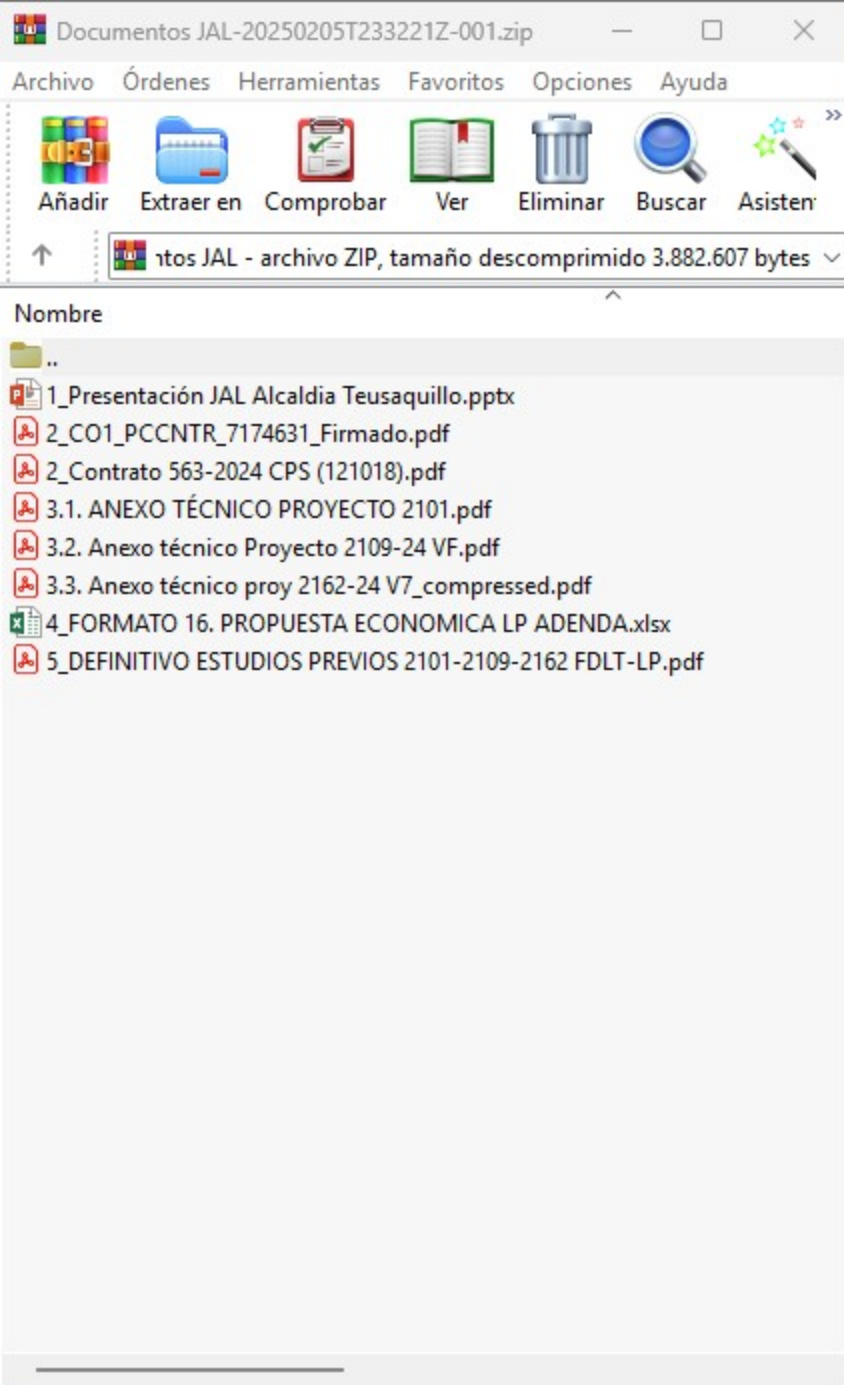 Documentos JAL-20250205T233221Z-001.zip
Archivo Órdenes Herramientas Favoritos Opciones Ayuda
»
Añadir Extraer en Comprobar Ver Eliminar Buscar Asisten
ntos JAL - archivo ZIP, tamaño descomprimido 3.882.607 bytes
Nombre
..
1_Presentación JAL Alcaldia Teusaquillo.pptx
2_CO1_PCCNTR_7174631_Firmado.pdf
2_Contrato 563-2024 CPS (121018).pdf
3.1. ANEXO TÉCNICO PROYECTO 2101.pdf
3.2. Anexo técnico Proyecto 2109-24 VF.pdf
3.3. Anexo técnico proy 2162-24 V7_compressed.pdf
4_FORMATO 16. PROPUESTA ECONOMICA LP ADENDA.xlsx
5_DEFINITIVO ESTUDIOS PREVIOS 2101-2109-2162 FDLT-LP.pdf